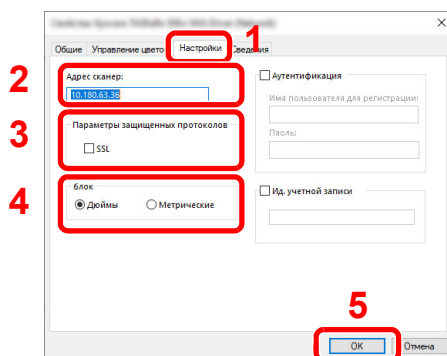 1
Общие Управление цвето Настройки Сведения
2
Адрес сканер:
10.180.63.36
Аутентификация
Имя пользователя для регистрации:
3
Параметры защищенных протоколов
SSL
Пароль:
4
блок
Дюймы Метрические
Ид. учетной записи
5
OK Отмена